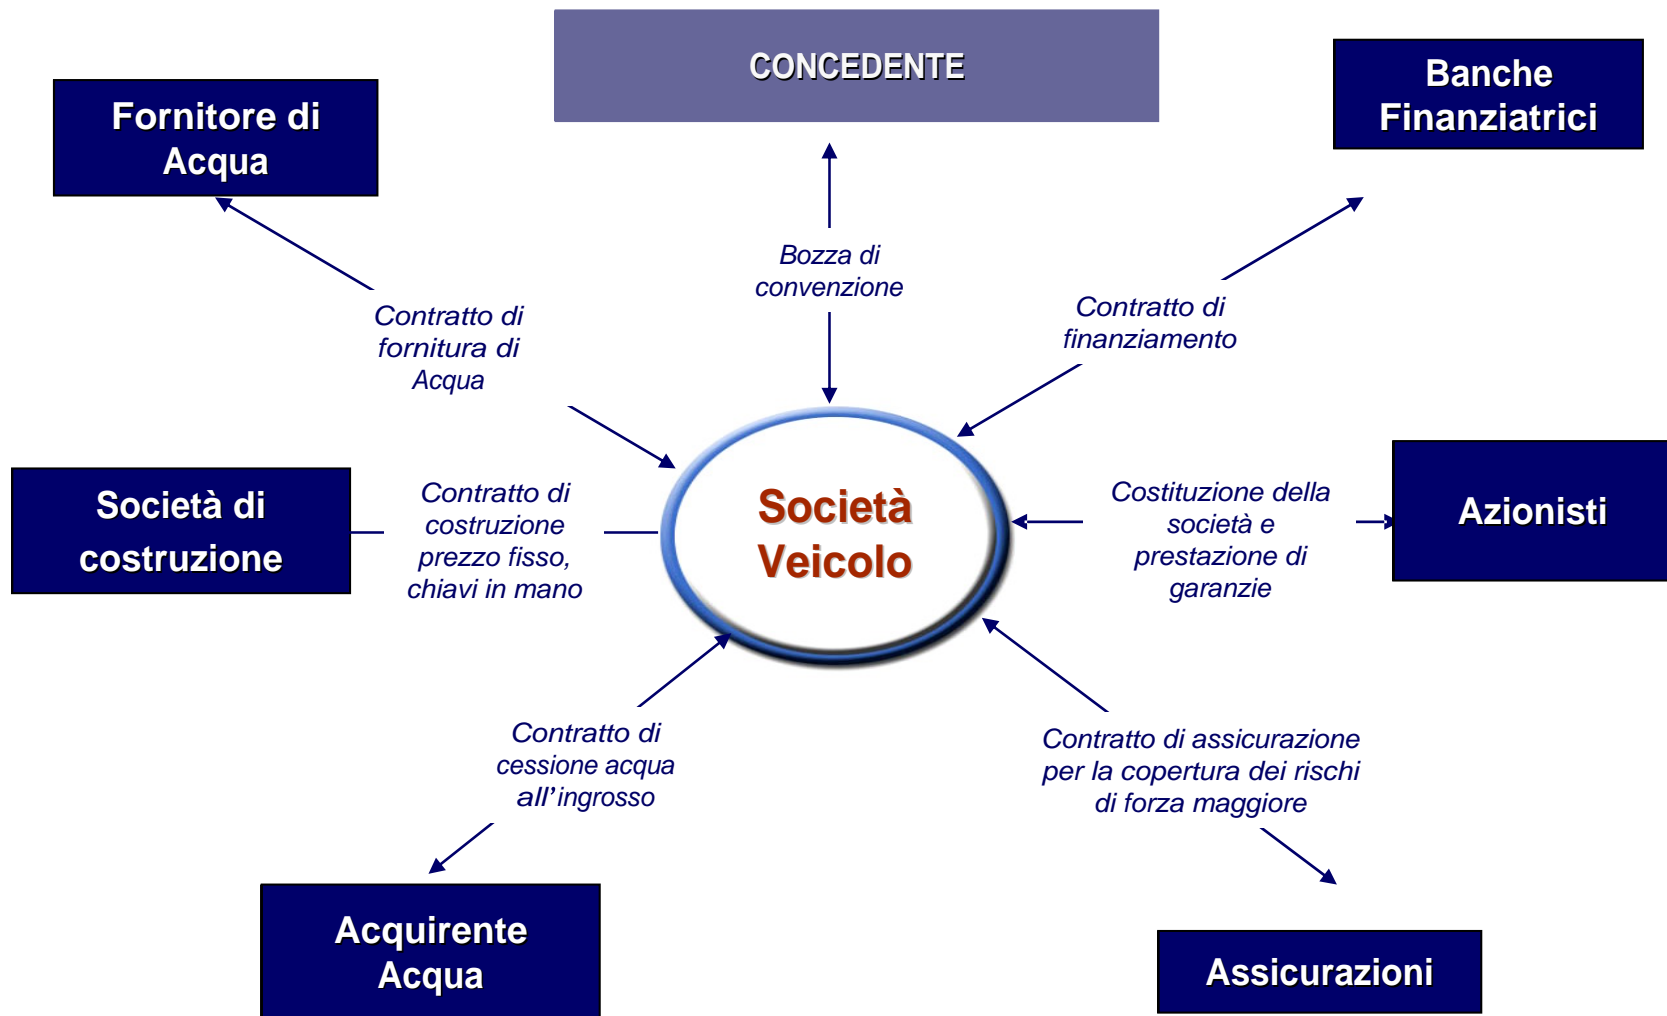 CONCEDENTE
Banche
Finanziatrici
Fornitore di
Acqua
Bozza di
convenzione
Contratto di
fornitura di
Acqua
Contratto di
finanziamento
Società di
costruzione
Contratto di
costruzione
prezzo fisso,
chiavi in mano
Società
Veicolo
Costituzione della
società e
prestazione di
garanzie
Azionisti
Contratto di
cessione acqua
all'ingrosso
Contratto di assicurazione
per la copertura dei rischi
di forza maggiore
Acquirente
Acqua
Assicurazioni